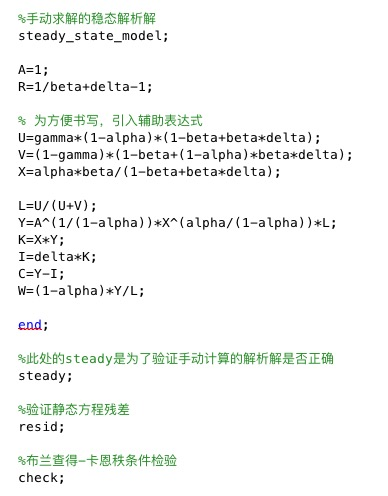 %手动求解的稳态解析解
steady_state_model;
A=1;
R=1/beta+delta-1;
% 为方便书写，引入辅助表达式
U=gamma*(1-alpha)*(1-beta+beta*delta);
V=(1-gamma)*(1-beta+(1-alpha)*beta*delta);
X=alpha*beta/(1-beta+beta*delta);
L=U/(U+V);
Y=A^(1/(1-alpha))*X^(alpha/(1-alpha))*L;
K=X*Y;
I=delta*K;
C=Y-I;
W=(1-alpha)*Y/L;
end;
%此处的steady是为了验证手动计算的解析解是否正确
steady;
%验证静态方程残差
resid;
%布兰查得-卡恩秩条件检验
check;